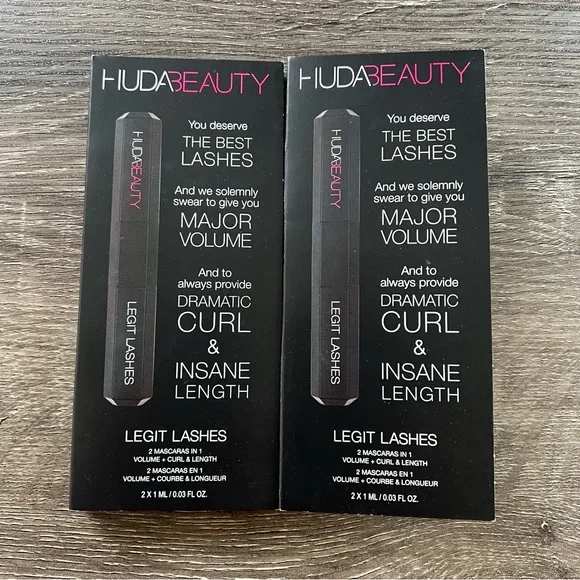 HUDABEAUTY
You deserve
THE BEST
LASHES
And we solemnly
swear to give you
MAJOR
VOLUME
And to
always provide
DRAMATIC
CURL
&
INSANE
LENGTH
HUDABEAUTY
LEGIT LASHES
LEGIT LASHES
2 MASCARAS IN 1
VOLUME + CURL & LENGTH
2 MASCARAS EN 1
VOLUME + COURBE & LONGUEUR
2 X 1 ML / 0.03 FL OZ.
HUDABEAUTY
You deserve
THE BEST
LASHES
And we solemnly
swear to give you
MAJOR
VOLUME
And to
always provide
DRAMATIC
CURL
&
INSANE
LENGTH
HUDABEAUTY
LEGIT LASHES
LEGIT LASHES
2 MASCARAS IN 1
VOLUME + CURL & LENGTH
2 MASCARAS EN 1
VOLUME + COURBE & LONGUEUR
2 X 1 ML / 0.03 FL OZ.